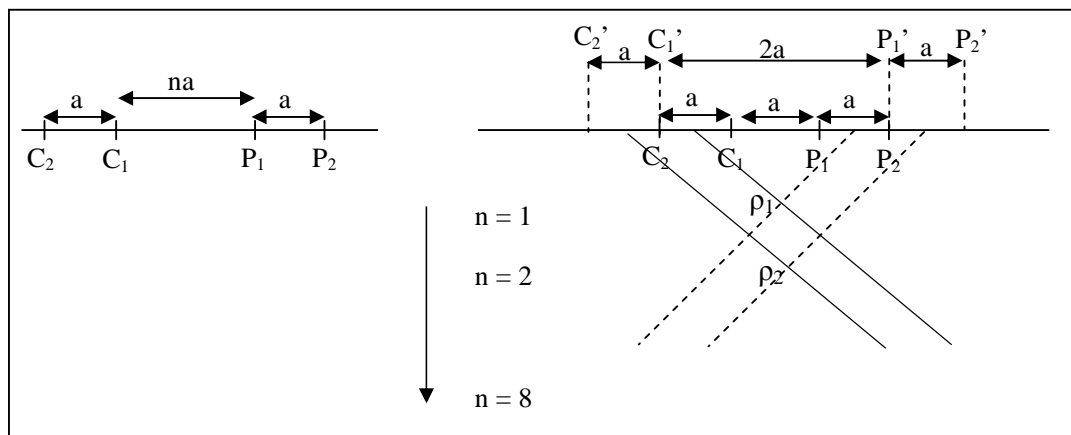 na
a a
C₂ C₁ P₁ P₂
C₂’ C₁’ P₁’ P₂’
a 2a a
a a a
C₂ C₁ P₁ P₂
ρ₁
ρ₂
n = 1
n = 2
n = 8